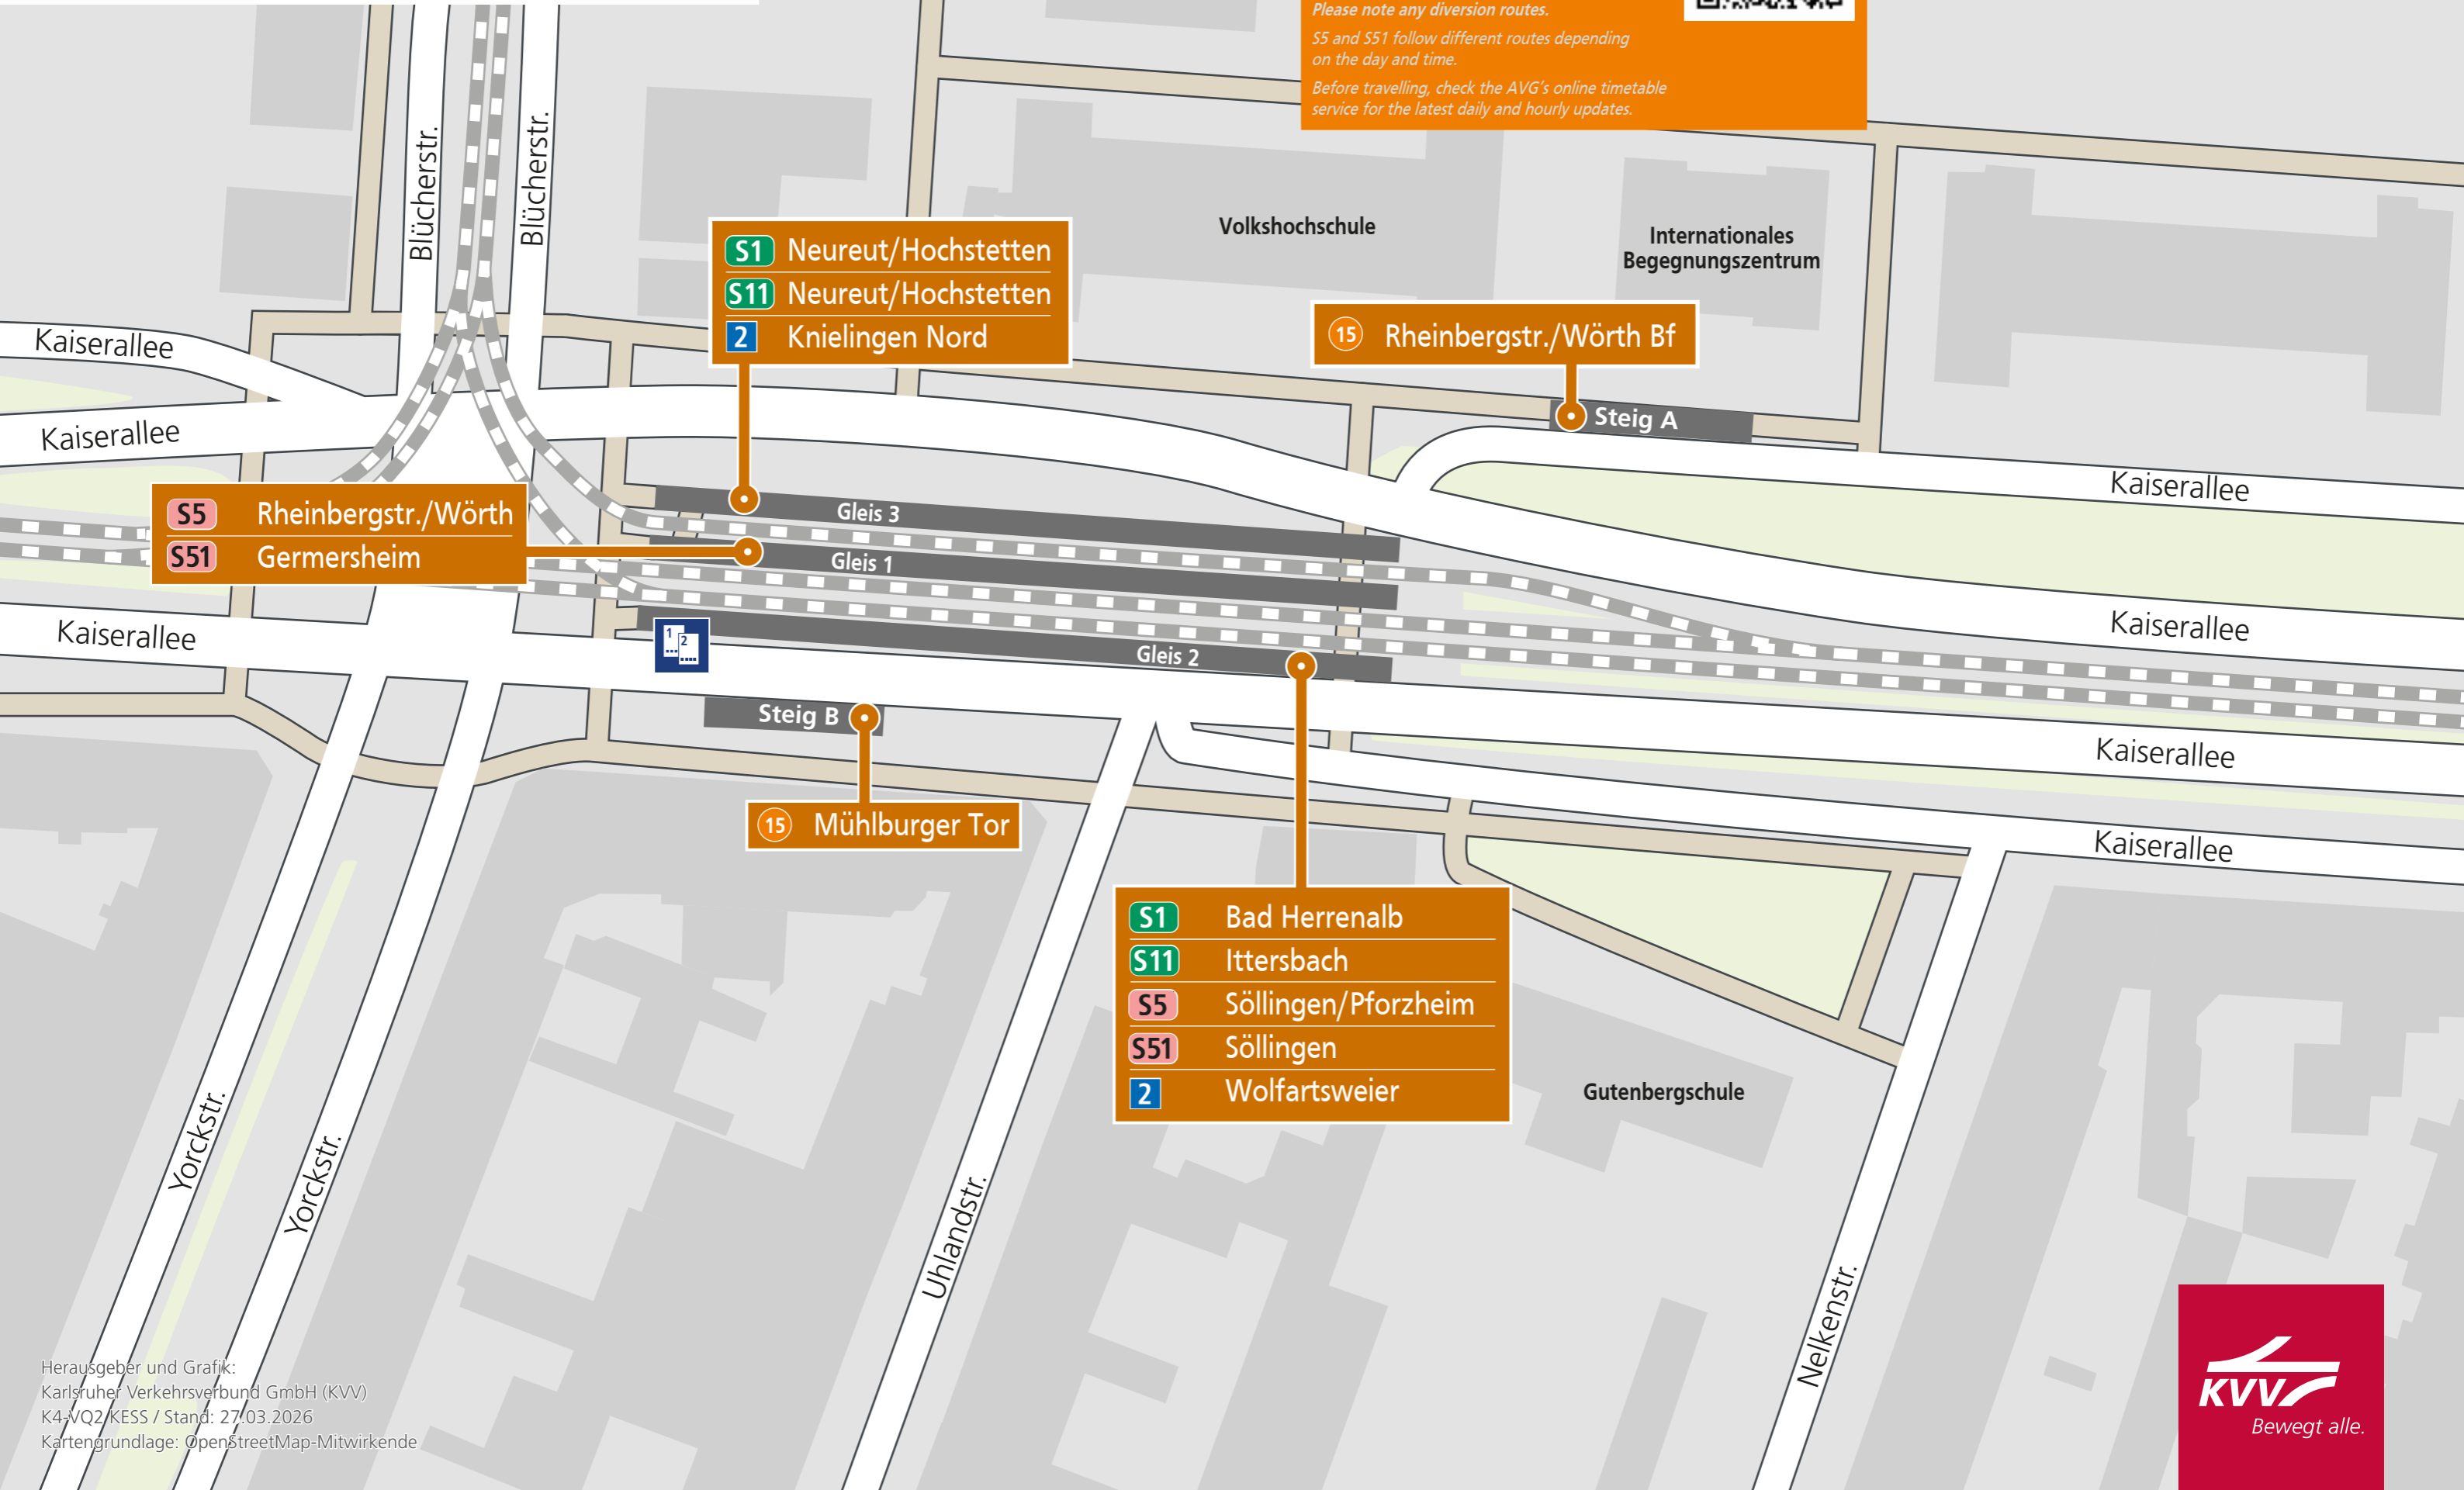 Please note any diversion routes.
S5 and S51 follow different routes depending
on the day and time.
Before travelling, check the AVG's online timetable
service for the latest daily and hourly updates.
Blücherstr.
Blücherstr.
Volkshochschule
Internationales
Begegnungszentrum
S1 Neureut/Hochstetten
S11 Neureut/Hochstetten
2 Knielingen Nord
15 Rheinbergstr./Wörth Bf
Steig A
Kaiserallee
Kaiserallee
Kaiserallee
S5 Rheinbergstr./Wörth
S51 Germersheim
Gleis 3
Gleis 1
Gleis 2
1 2
Kaiserallee
Kaiserallee
Kaiserallee
Kaiserallee
Steig B
15 Mühlburger Tor
S1 Bad Herrenalb
S11 Ittersbach
S5 Söllingen/Pforzheim
S51 Söllingen
2 Wolfartsweier
Gutenbergschule
Yorckstr.
Yorckstr.
Uhlandstr.
Nelkenstr.
Herausgeber und Grafik:
Karlsruher Verkehrsverbund GmbH (KVV)
K4-VQ2 KESS / Stand: 27.03.2026
Kartengrundlage: OpenStreetMap-Mitwirkende
KVV
Bewegt alle.